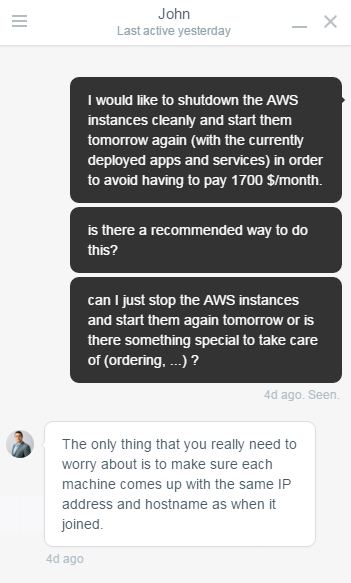 John
Last active yesterday
I would like to shutdown the AWS
instances cleanly and start them
tomorrow again (with the currently
deployed apps and services) in order
to avoid having to pay 1700 $/month.
is there a recommended way to do
this?
can I just stop the AWS instances
and start them again tomorrow or is
there something special to take care
of (ordering, ...) ?
4d ago. Seen.
The only thing that you really need to
worry about is to make sure each
machine comes up with the same IP
address and hostname as when it
joined.
4d ago